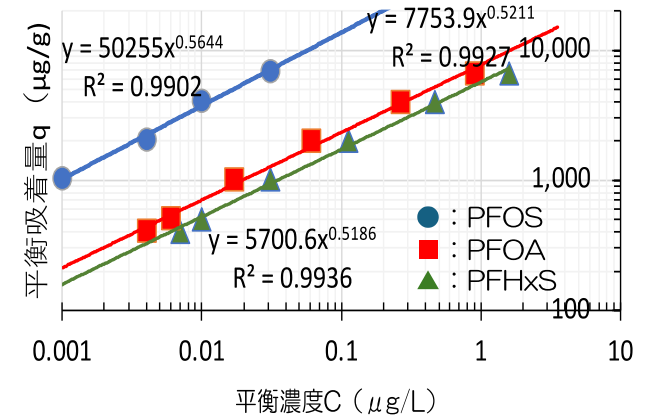 y = 7753.9x^0.5211
R² = 0.9927
y = 50255x^0.5644
R² = 0.9902
10,000
1,000
100
y = 5700.6x^0.5186
R² = 0.9936
：PFOS
：PFOA
：PFHxS
平衡吸着量q（μg/g）
0.001 0.01 0.1 1 10
平衡濃度C（μg/L）